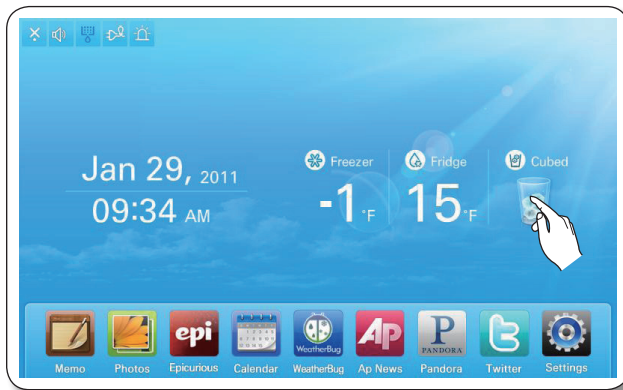 Freezer
Fridge
Cubed
Jan 29, 2011
09:34 AM
-1°F
15°F
epi
WeatherBug
AP
P
PANDORA
Memo
Photos
Epicurious
Calendar
WeatherBug
Ap News
Pandora
Twitter
Settings